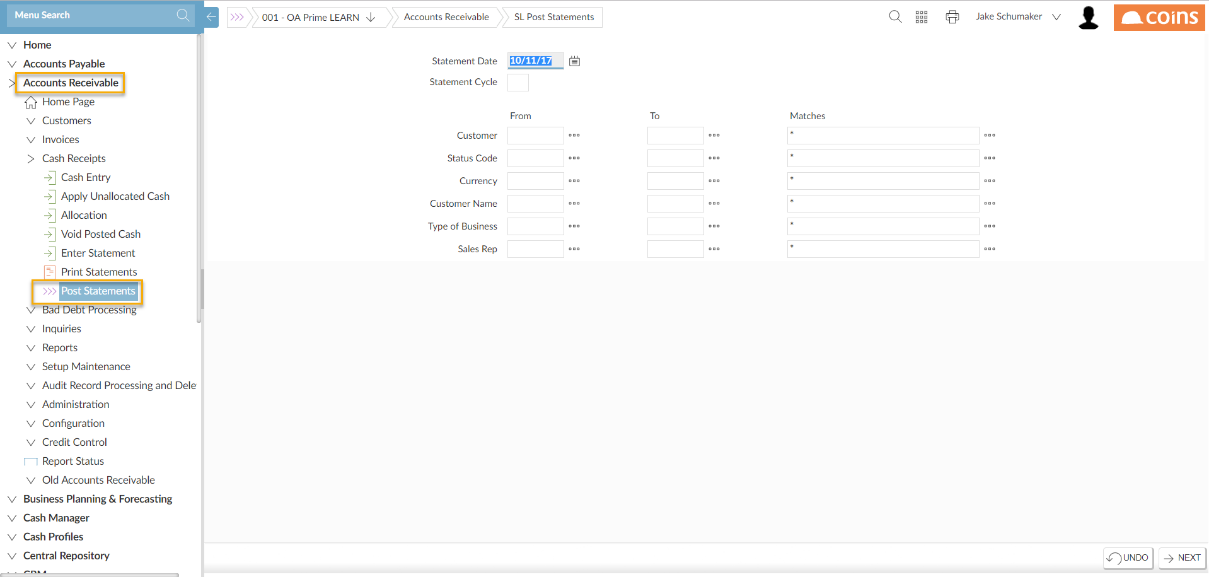 Menu Search
001 - OA Prime LEARN
Accounts Receivable
SL Post Statements
Jake Schumaker
coins
Home
Accounts Payable
Accounts Receivable
Home Page
Customers
Invoices
Cash Receipts
Cash Entry
Apply Unallocated Cash
Allocation
Void Posted Cash
Enter Statement
Print Statements
Post Statements
Bad Debt Processing
Inquiries
Reports
Setup Maintenance
Audit Record Processing and Dele
Administration
Configuration
Credit Control
Report Status
Old Accounts Receivable
Business Planning & Forecasting
Cash Manager
Cash Profiles
Central Repository
CRM
Statement Date 10/11/17
Statement Cycle
From To Matches
Customer *
Status Code *
Currency *
Customer Name *
Type of Business *
Sales Rep *
UNDO NEXT